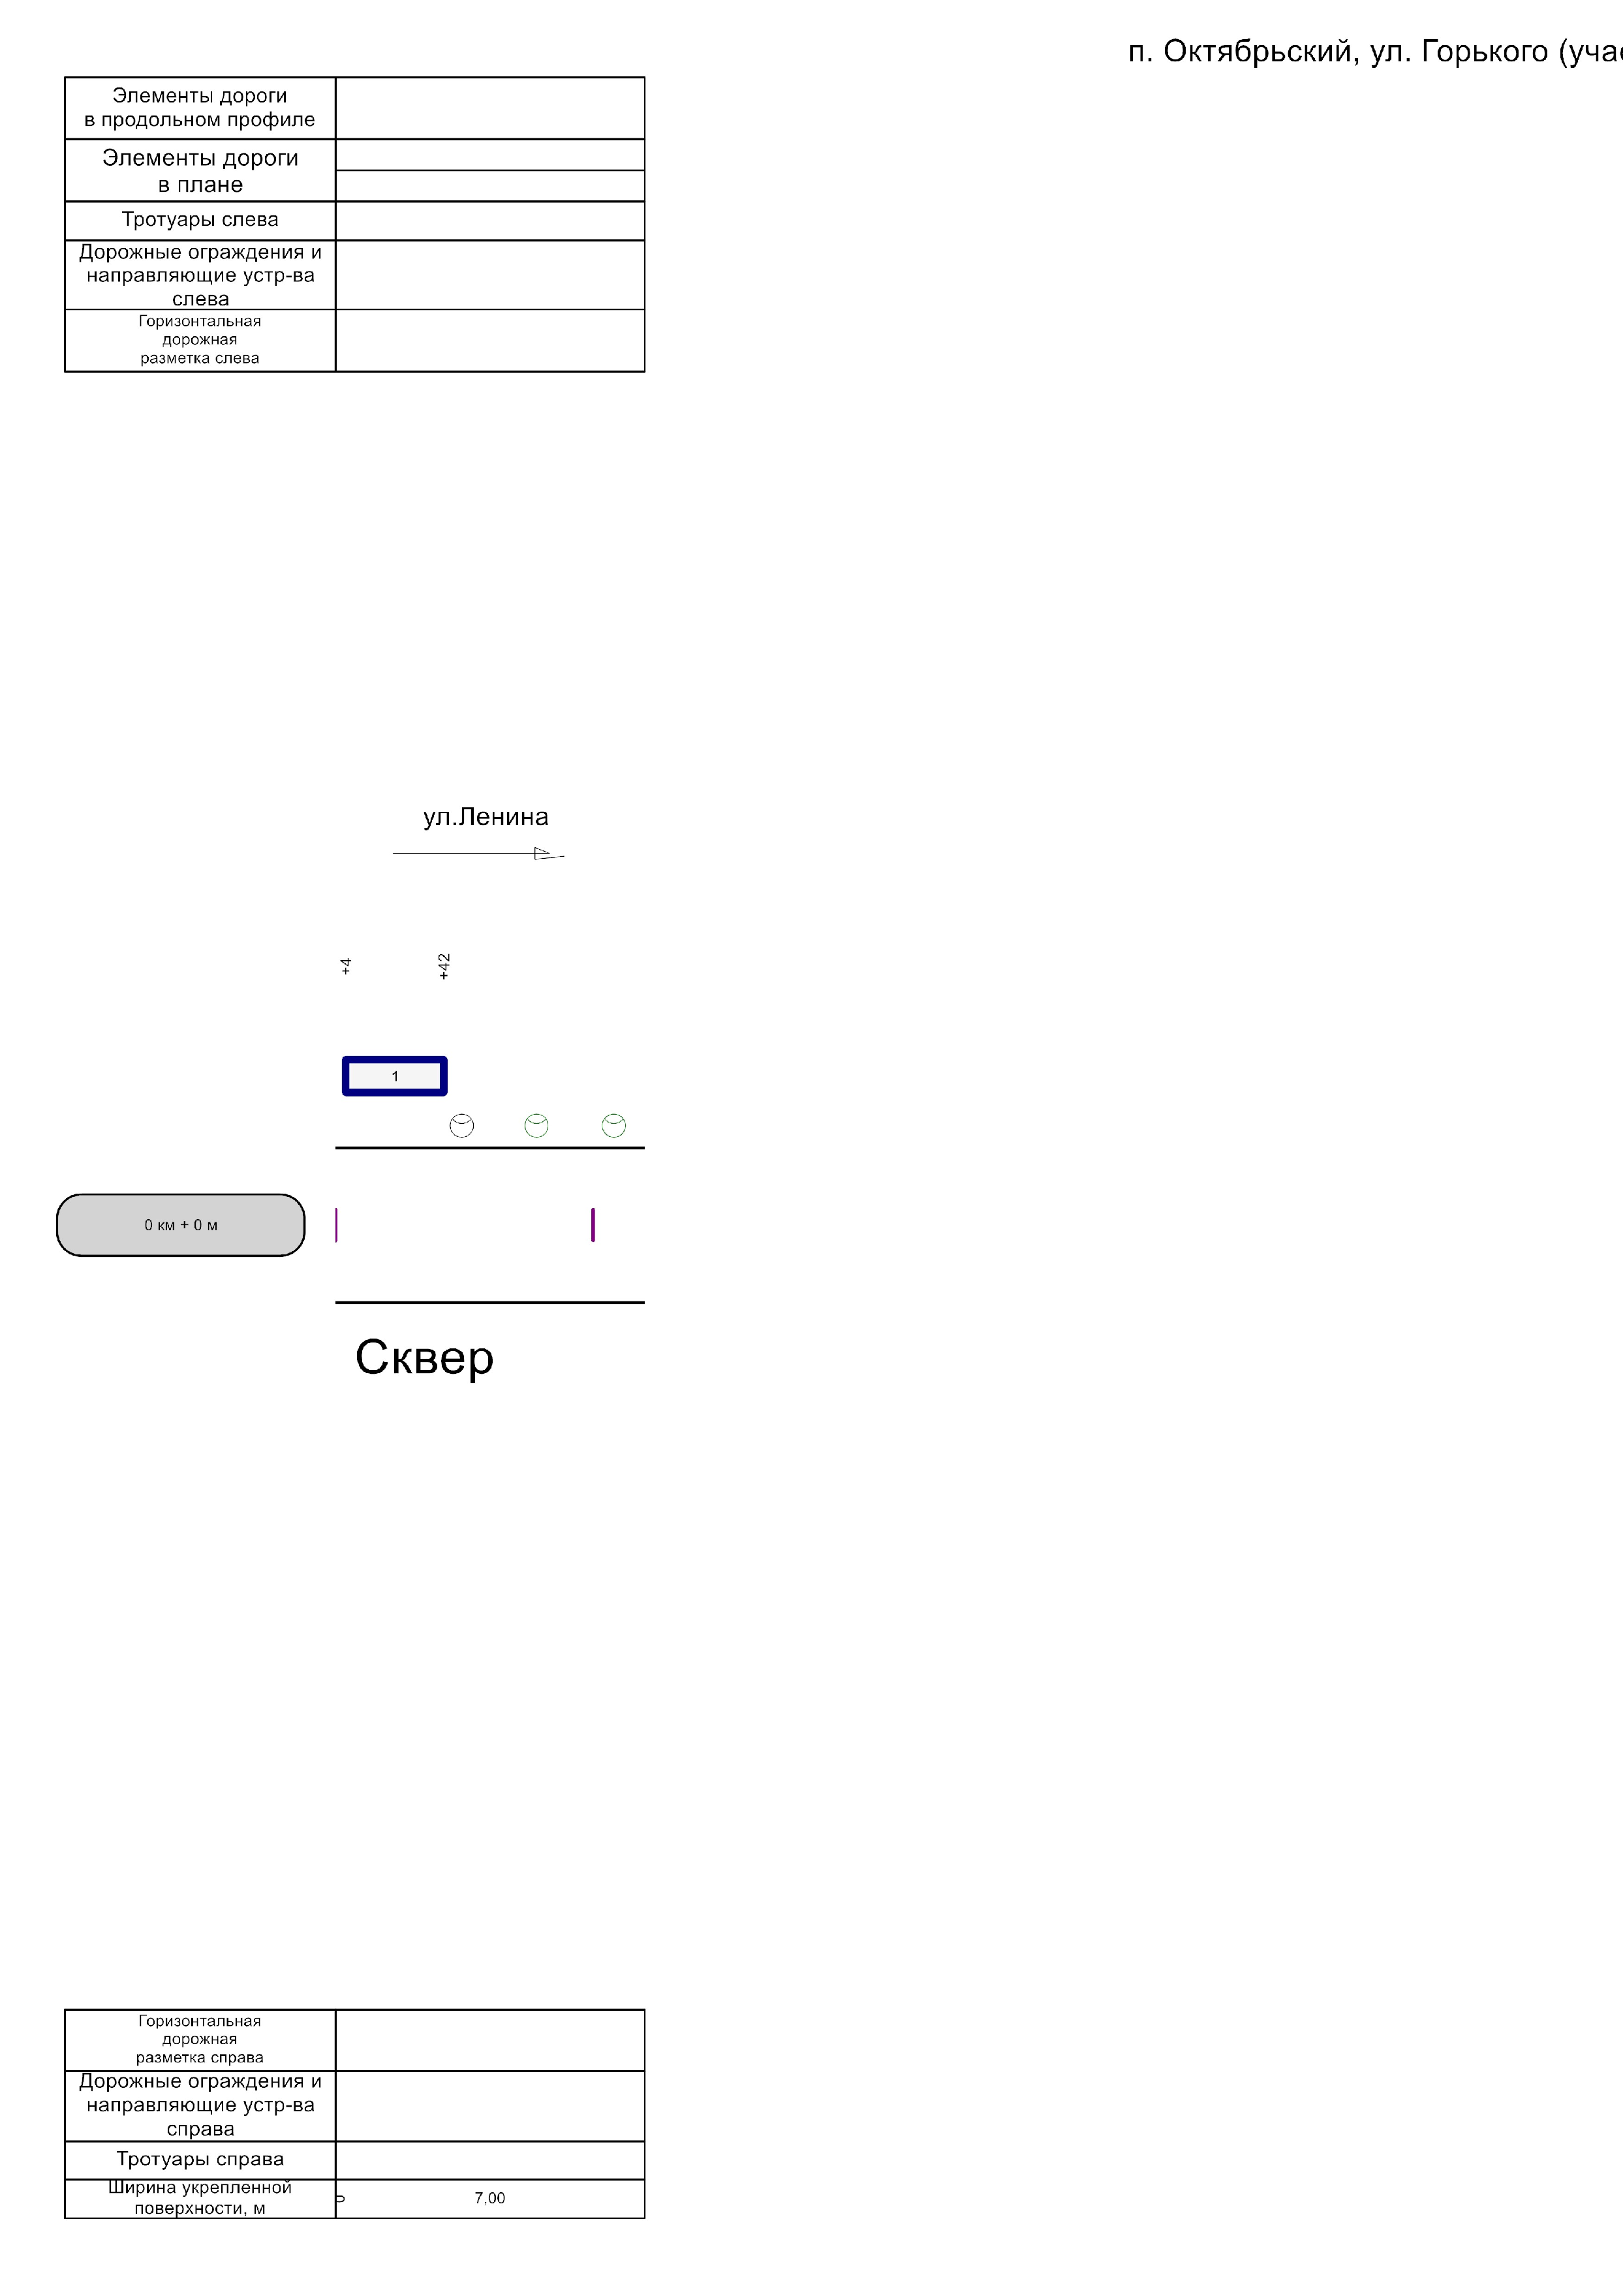 п. Октябрьский, ул. Горького (учас
Элементы дороги
в продольном профиле
Элементы дороги
в плане
Тротуары слева
Дорожные ограждения и
направляющие устр-ва
слева
Горизонтальная
дорожная
разметка слева
ул.Ленина
+4
+42
1
0 км + 0 м
Сквер
Горизонтальная
дорожная
разметка справа
Дорожные ограждения и
направляющие устр-ва
справа
Тротуары справа
Ширина укрепленной
поверхности, м
7,00